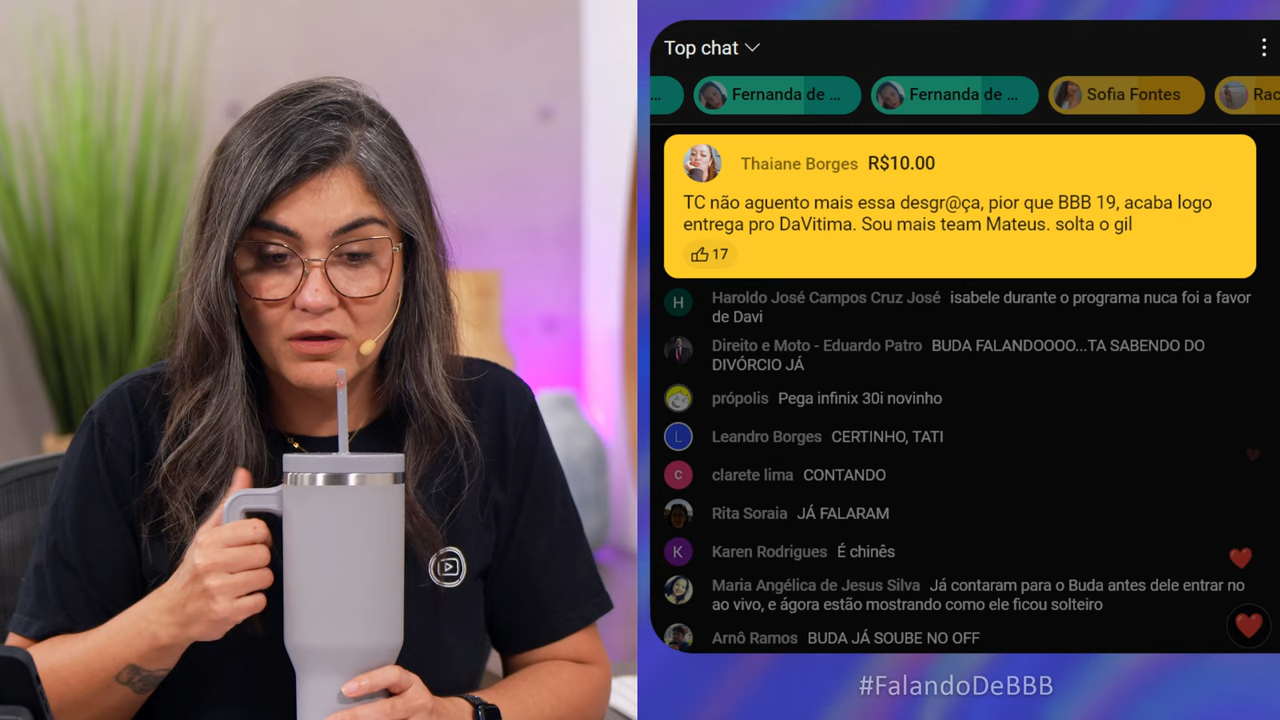 Top chat
...
Fernanda de ...
Fernanda de ...
Sofia Fontes
Rac
Thaiane Borges R$10.00
TC não aguento mais essa desgr@ça, pior que BBB 19, acaba logo
entrega pro DaVitima. Sou mais team Mateus. solta o gil
17
H
Haroldo José Campos Cruz José isabele durante o programa nuca foi a favor
de Davi
Direito e Moto - Eduardo Patro BUDA FALANDOOOO...TA SABENDO DO
DIVÓRCIO JÁ
própolis Pega infinix 30i novinho
L
Leandro Borges CERTINHO, TATI
c
clarete lima CONTANDO
Rita Soraia JÁ FALARAM
K
Karen Rodrigues É chinês
Maria Angélica de Jesus Silva Já contaram para o Buda antes dele entrar no
ao vivo, e ágora estão mostrando como ele ficou solteiro
Arnô Ramos BUDA JÁ SOUBE NO OFF
#FalandoDeBBB